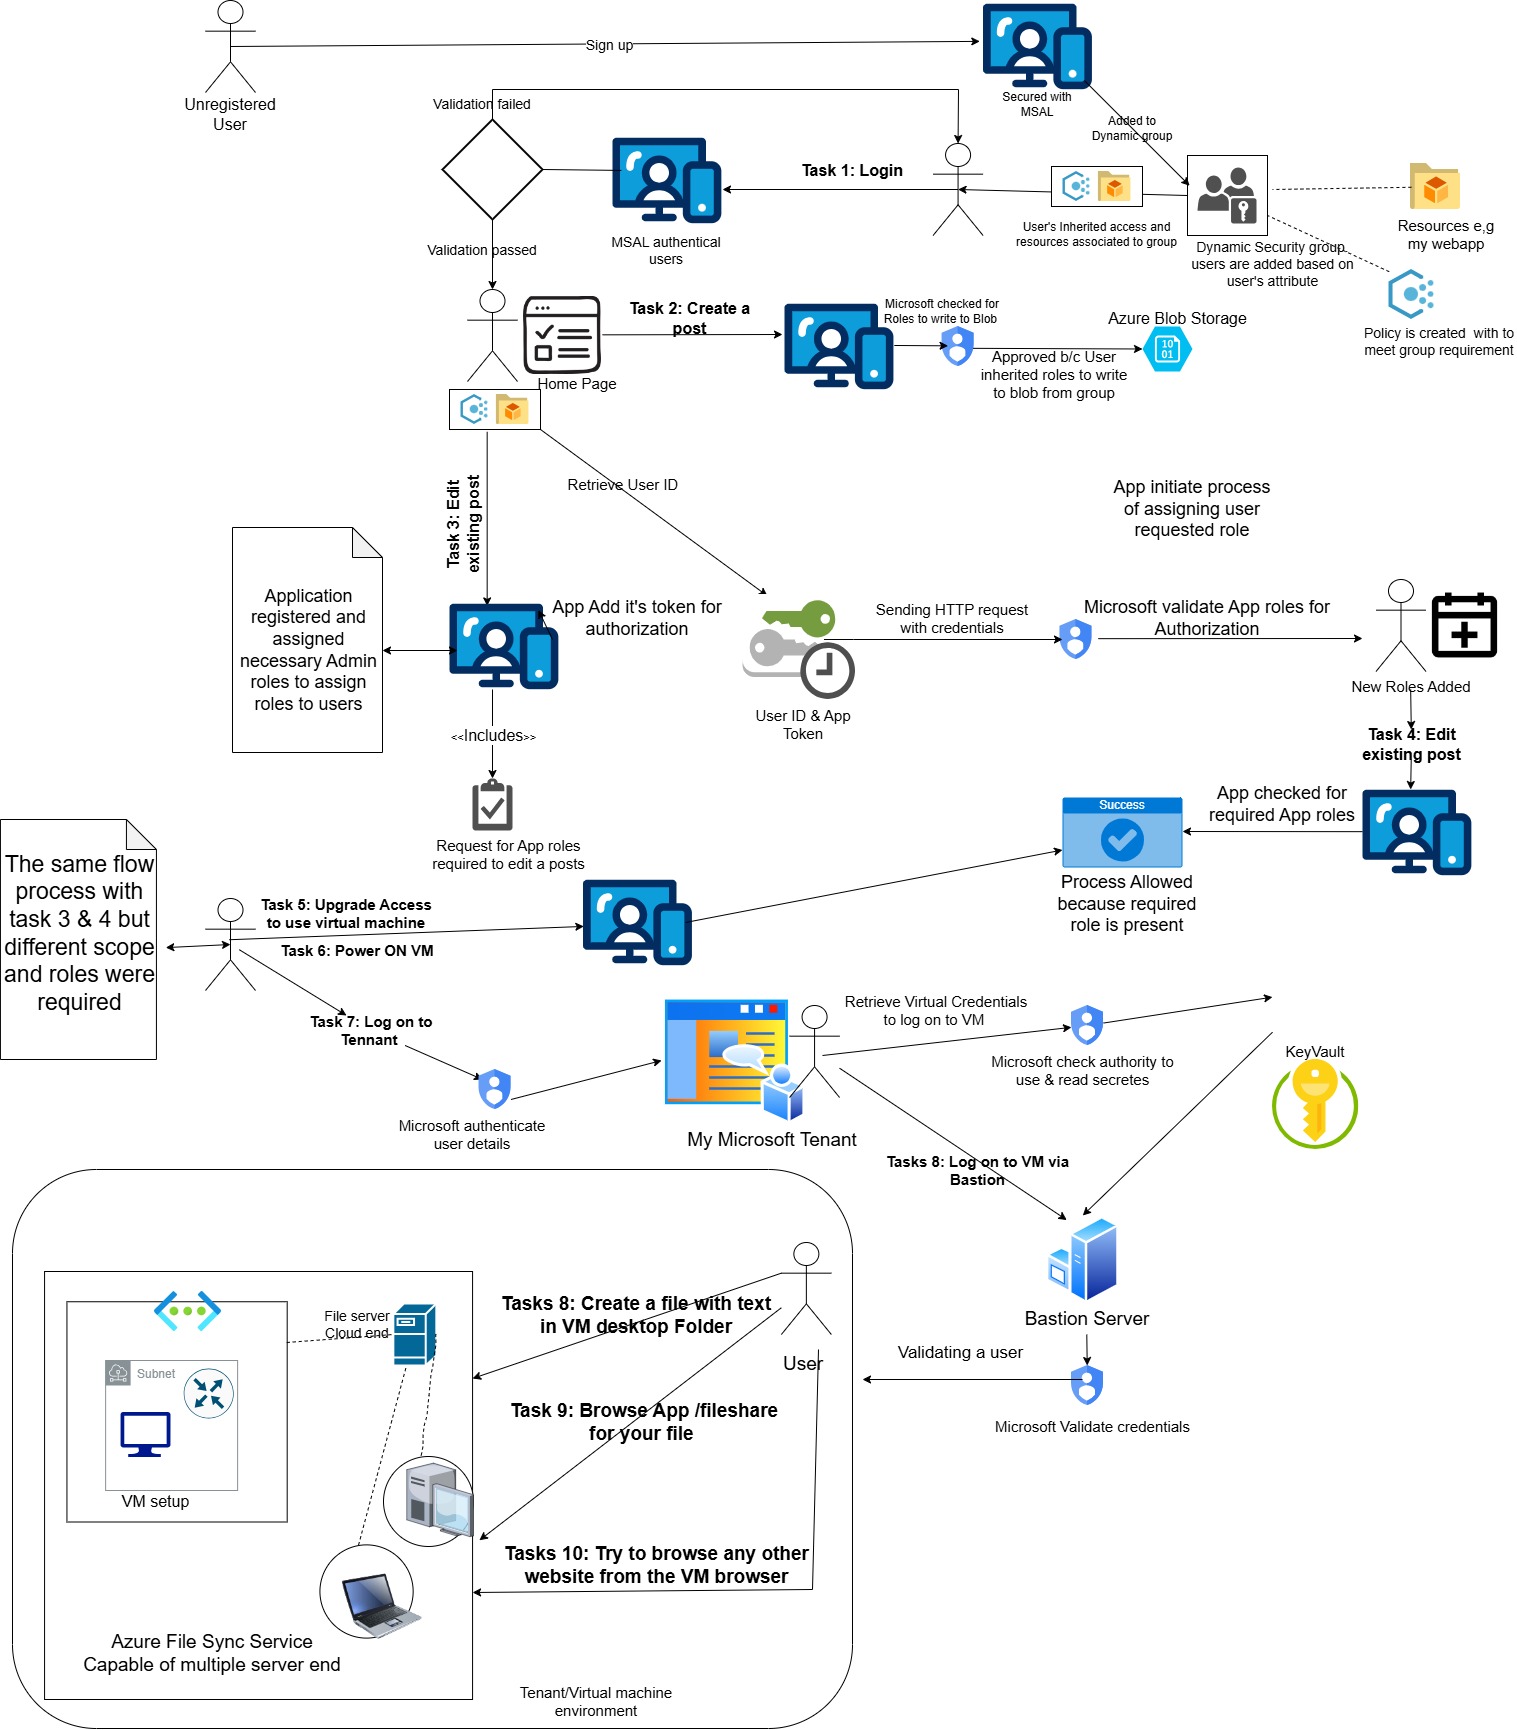 Sign up
Unregistered
User
Secured with
MSAL
Validation failed
Added to
Dynamic group
Task 1: Login
Resources e,g
my webapp
User's Inherited access and
resources associated to group
MSAL authentical
users
Validation passed
Dynamic Security group
users are added based on
user's attribute
Policy is created  with to
meet group requirement
Task 2: Create a
post
Microsoft checked for
Roles to write to Blob
Azure Blob Storage
Approved b/c User
inherited roles to write
to blob from group
Home Page
10
01
Task 3: Edit
existing post
Retrieve User ID
App initiate process
of assigning user
requested role
Application
registered and
assigned
necessary Admin
roles to assign
roles to users
App Add it's token for
authorization
Sending HTTP request
with credentials
Microsoft validate App roles for
Authorization
User ID & App
Token
New Roles Added
<<Includes>>
Task 4: Edit
existing post
Request for App roles
required to edit a posts
Success
App checked for
required App roles
Process Allowed
because required
role is present
The same flow
process with
task 3 & 4 but
different scope
and roles were
required
Task 5: Upgrade Access
to use virtual machine
Task 6: Power ON VM
Task 7: Log on to
Tennant
Retrieve Virtual Credentials
to log on to VM
Microsoft check authority to
use & read secretes
KeyVault
Microsoft authenticate
user details
My Microsoft Tenant
Tasks 8: Log on to VM via
Bastion
Bastion Server
Validating a user
Microsoft Validate credentials
File server
Cloud end
Subnet
VM setup
Tasks 8: Create a file with text
in VM desktop Folder
User
Task 9: Browse App /fileshare
for your file
Tasks 10: Try to browse any other
website from the VM browser
Azure File Sync Service
Capable of multiple server end
Tenant/Virtual machine
environment